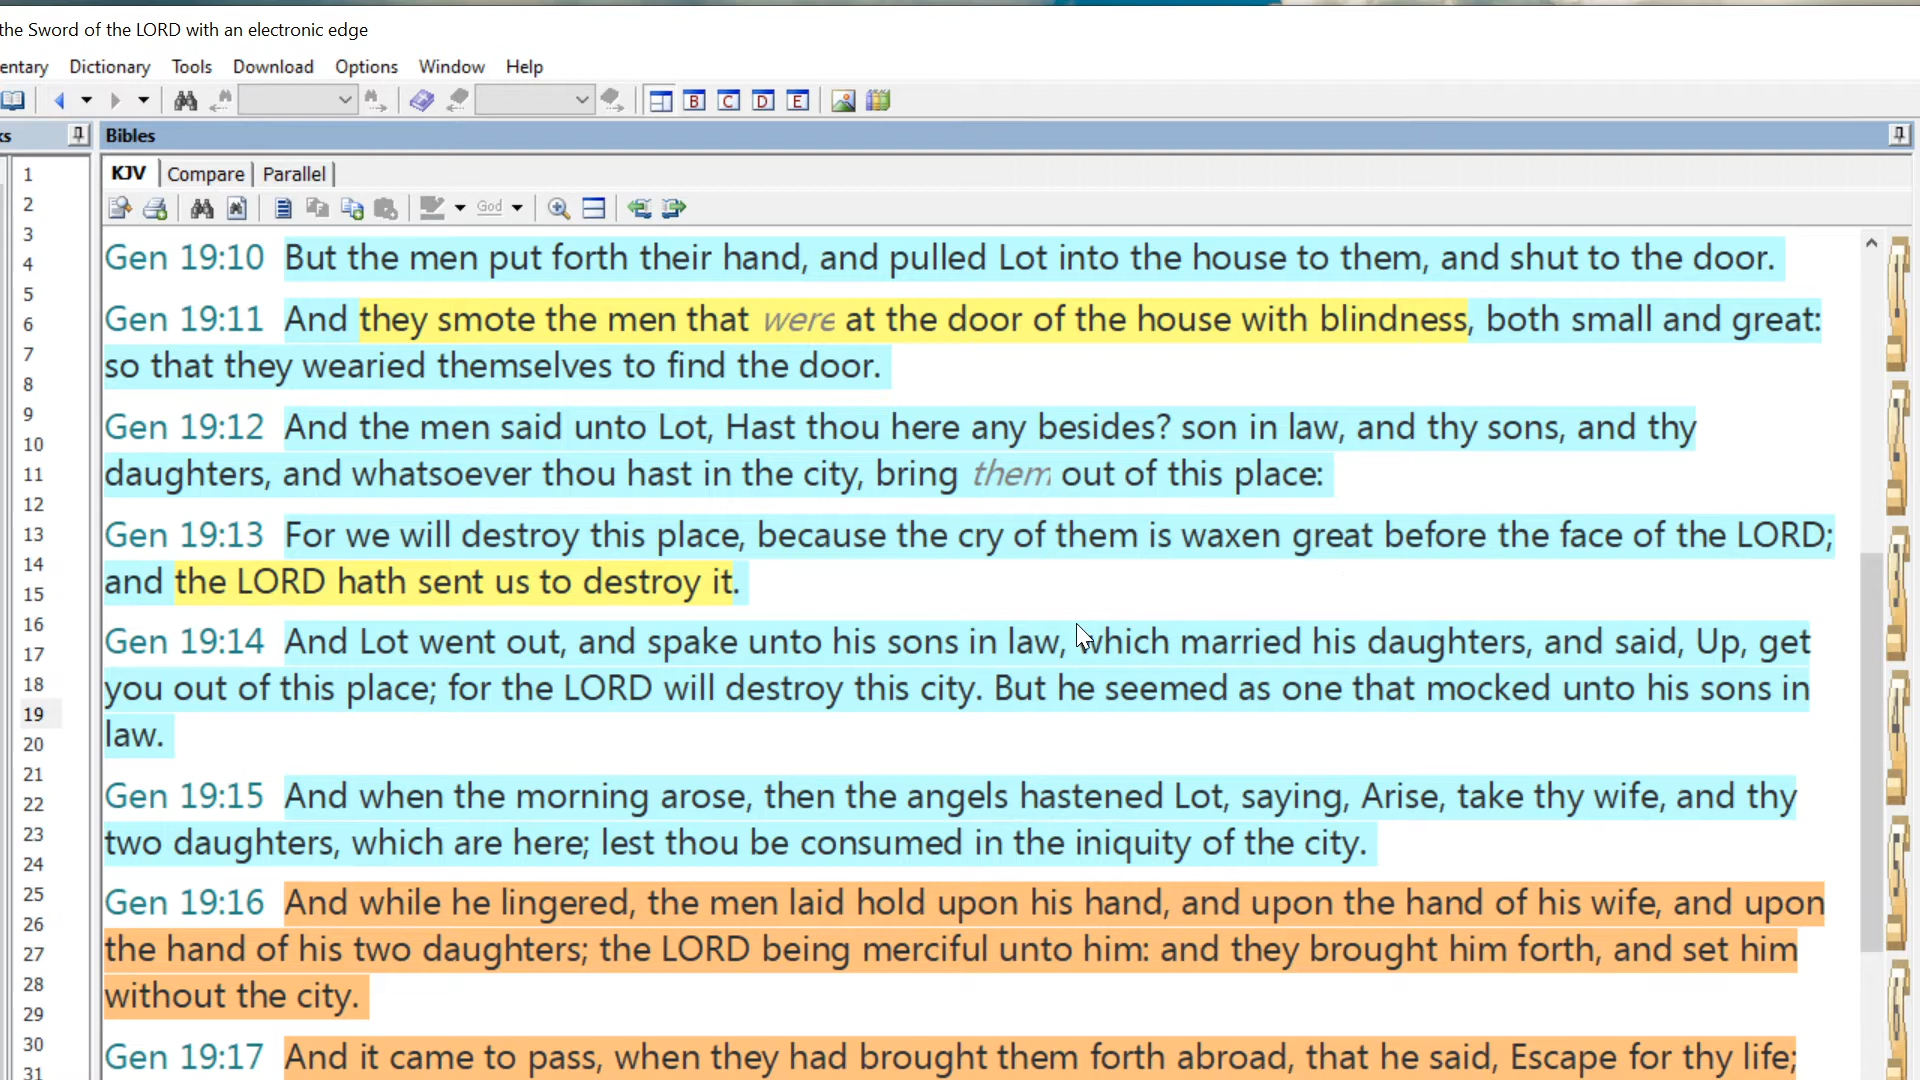 the Sword of the LORD with an electronic edge
entary Dictionary Tools Download Options Window Help
B C D E
ks Bibles
KJV Compare Parallel
God
1
2
3
4
5
6
7
8
9
10
11
12
13
14
15
16
17
18
19
20
21
22
23
24
25
26
27
28
29
30
31
Gen 19:10 But the men put forth their hand, and pulled Lot into the house to them, and shut to the door.
Gen 19:11 And they smote the men that were at the door of the house with blindness, both small and great:
so that they wearied themselves to find the door.
Gen 19:12 And the men said unto Lot, Hast thou here any besides? son in law, and thy sons, and thy
daughters, and whatsoever thou hast in the city, bring them out of this place:
Gen 19:13 For we will destroy this place, because the cry of them is waxen great before the face of the LORD;
and the LORD hath sent us to destroy it.
Gen 19:14 And Lot went out, and spake unto his sons in law, which married his daughters, and said, Up, get
you out of this place; for the LORD will destroy this city. But he seemed as one that mocked unto his sons in
law.
Gen 19:15 And when the morning arose, then the angels hastened Lot, saying, Arise, take thy wife, and thy
two daughters, which are here; lest thou be consumed in the iniquity of the city.
Gen 19:16 And while he lingered, the men laid hold upon his hand, and upon the hand of his wife, and upon
the hand of his two daughters; the LORD being merciful unto him: and they brought him forth, and set him
without the city.
Gen 19:17 And it came to pass, when they had brought them forth abroad, that he said, Escape for thy life;
1
2
3
4
5
6